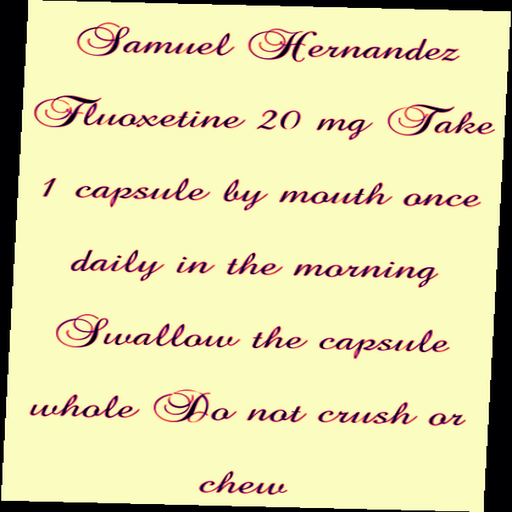 Samuel Hernandez
Fluoxetine 20 mg Take
1 capsule by mouth once
daily in the morning
Swallow the capsule
whole Do not crush or
chew